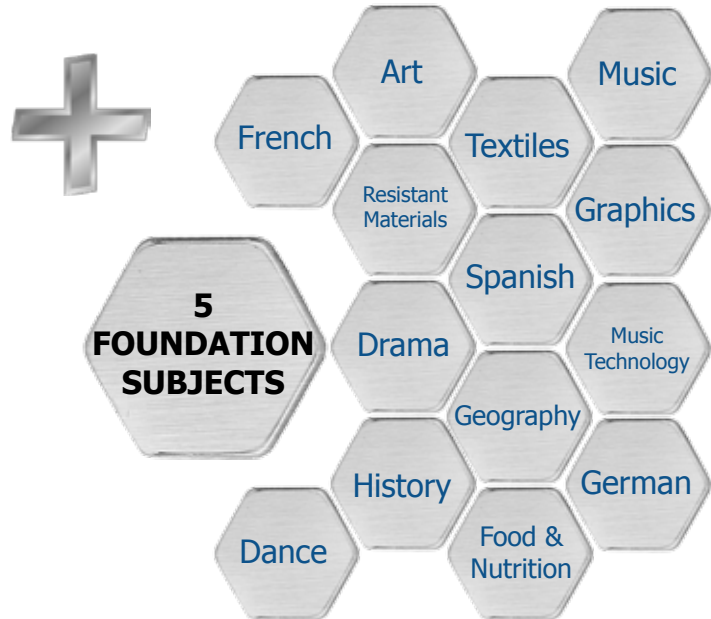 Art
Music
French
Textiles
Resistant
Materials
Graphics
Spanish
5
FOUNDATION
SUBJECTS
Drama
Music
Technology
Geography
History
German
Dance
Food &
Nutrition